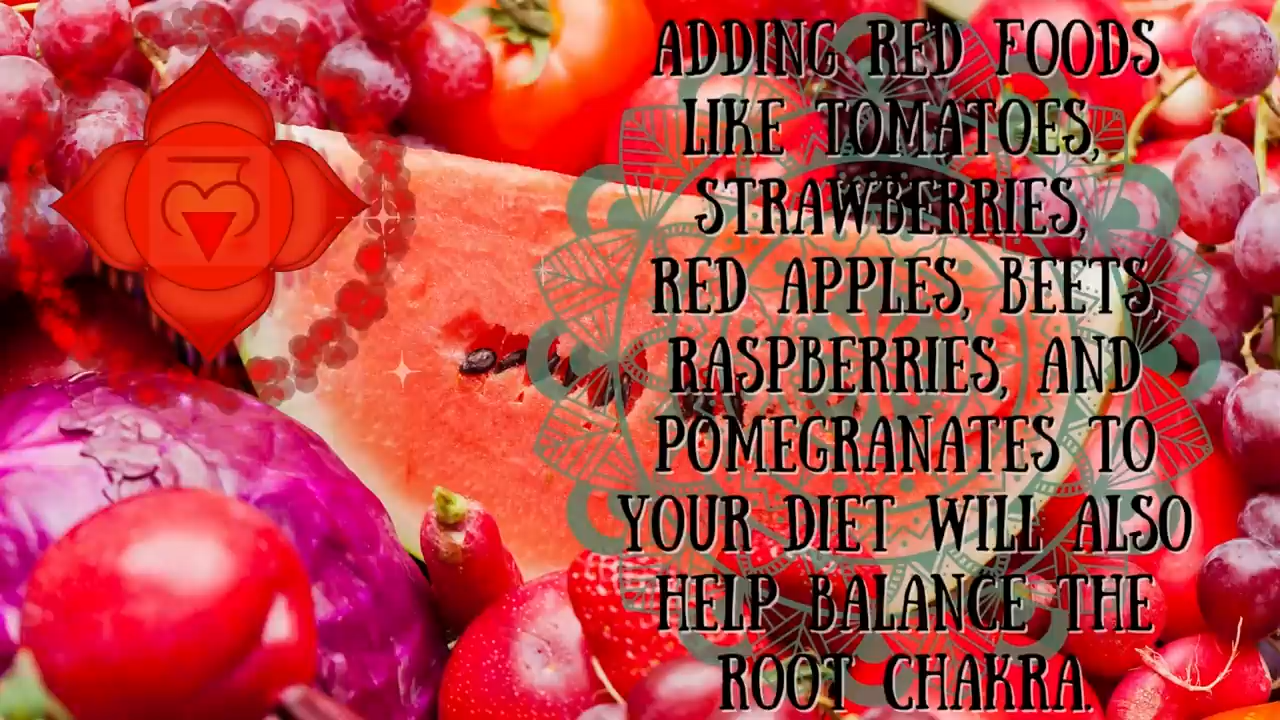 ADDING RED FOODS
LIKE TOMATOES,
STRAWBERRIES,
RED APPLES, BEETS,
RASPBERRIES, AND
POMEGRANATES TO
YOUR DIET WILL ALSO
HELP BALANCE THE
ROOT CHAKRA.